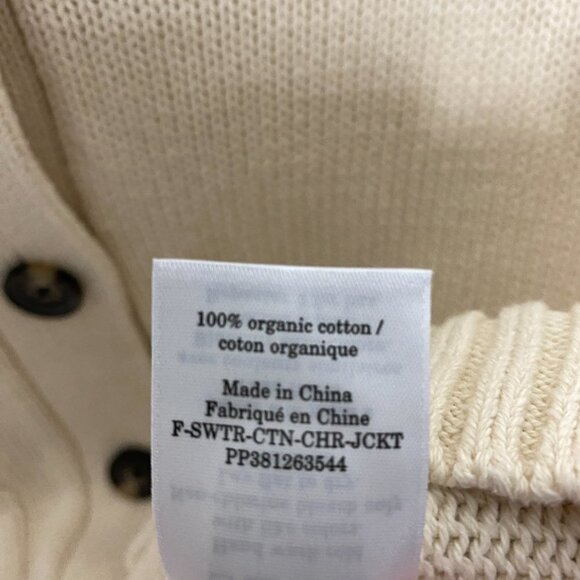 100% organic cotton /
coton organique
Made in China
Fabriqué en Chine
F-SWTR-CTN-CHR-JCKT
PP381263544